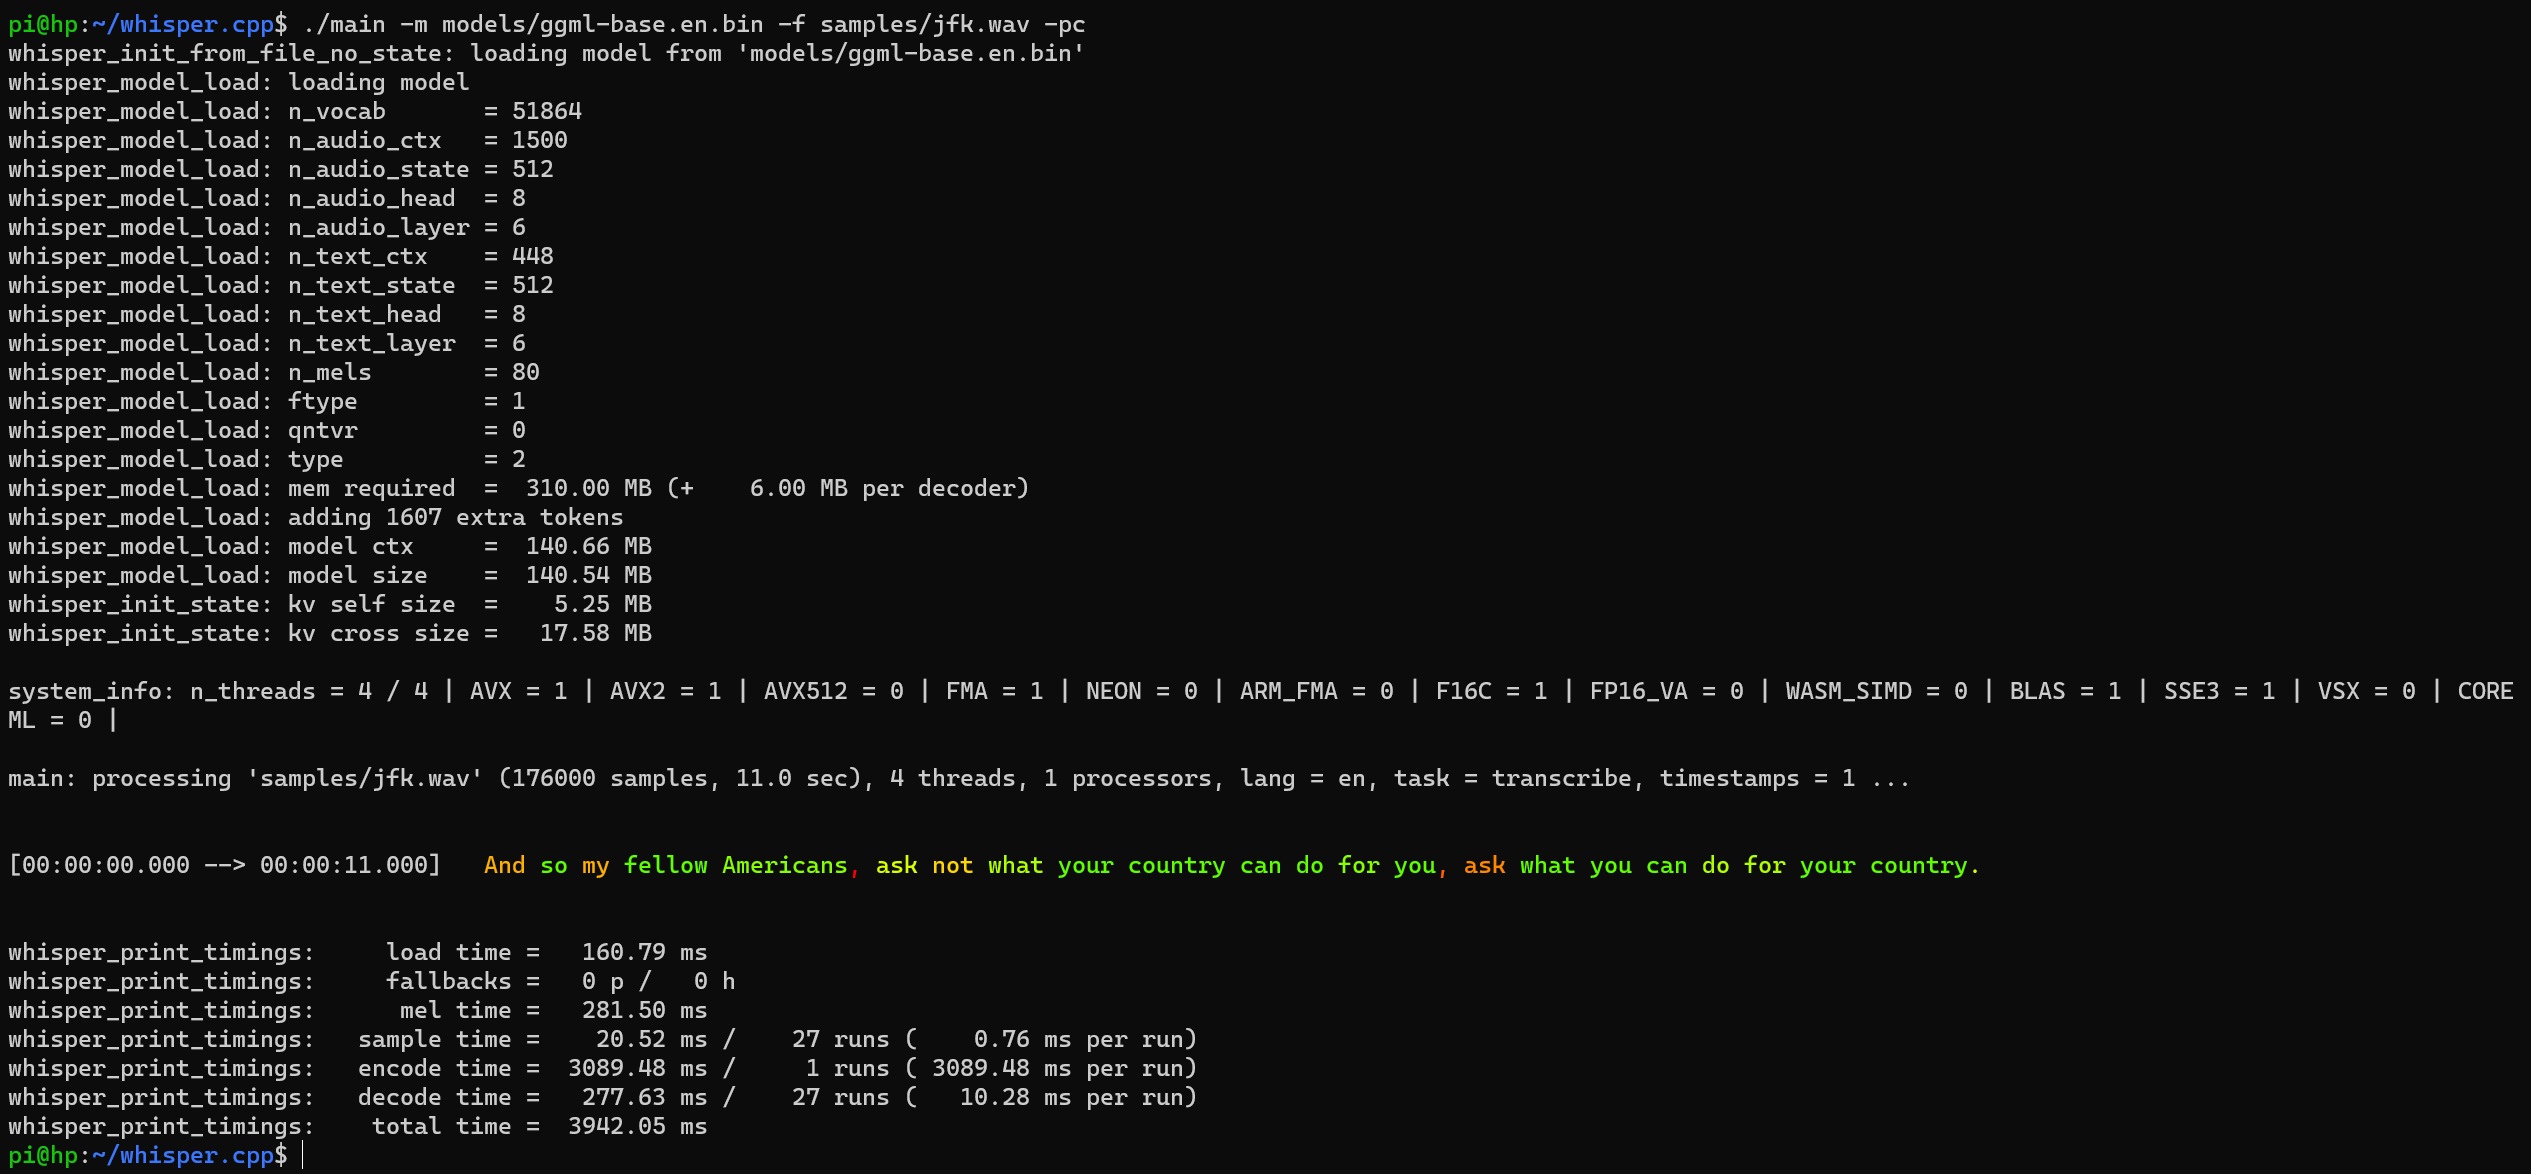 pi@hp:~/whisper.cpp$ ./main -m models/ggml-base.en.bin -f samples/jfk.wav -pc
whisper_init_from_file_no_state: loading model from 'models/ggml-base.en.bin'
whisper_model_load: loading model
whisper_model_load: n_vocab       = 51864
whisper_model_load: n_audio_ctx   = 1500
whisper_model_load: n_audio_state = 512
whisper_model_load: n_audio_head  = 8
whisper_model_load: n_audio_layer = 6
whisper_model_load: n_text_ctx    = 448
whisper_model_load: n_text_state  = 512
whisper_model_load: n_text_head   = 8
whisper_model_load: n_text_layer  = 6
whisper_model_load: n_mels        = 80
whisper_model_load: ftype         = 1
whisper_model_load: qntvr         = 0
whisper_model_load: type          = 2
whisper_model_load: mem required  =  310.00 MB (+    6.00 MB per decoder)
whisper_model_load: adding 1607 extra tokens
whisper_model_load: model ctx     =  140.66 MB
whisper_model_load: model size    =  140.54 MB
whisper_init_state: kv self size  =    5.25 MB
whisper_init_state: kv cross size =   17.58 MB
system_info: n_threads = 4 / 4 | AVX = 1 | AVX2 = 1 | AVX512 = 0 | FMA = 1 | NEON = 0 | ARM_FMA = 0 | F16C = 1 | FP16_VA = 0 | WASM_SIMD = 0 | BLAS = 1 | SSE3 = 1 | VSX = 0 | CORE
ML = 0 |
main: processing 'samples/jfk.wav' (176000 samples, 11.0 sec), 4 threads, 1 processors, lang = en, task = transcribe, timestamps = 1 ...
[00:00:00.000 --> 00:00:11.000]   And so my fellow Americans, ask not what your country can do for you, ask what you can do for your country.
whisper_print_timings:     load time =   160.79 ms
whisper_print_timings:     fallbacks =   0 p /   0 h
whisper_print_timings:      mel time =   281.50 ms
whisper_print_timings:   sample time =    20.52 ms /    27 runs (    0.76 ms per run)
whisper_print_timings:   encode time =  3089.48 ms /     1 runs ( 3089.48 ms per run)
whisper_print_timings:   decode time =   277.63 ms /    27 runs (   10.28 ms per run)
whisper_print_timings:    total time =  3942.05 ms
pi@hp:~/whisper.cpp$